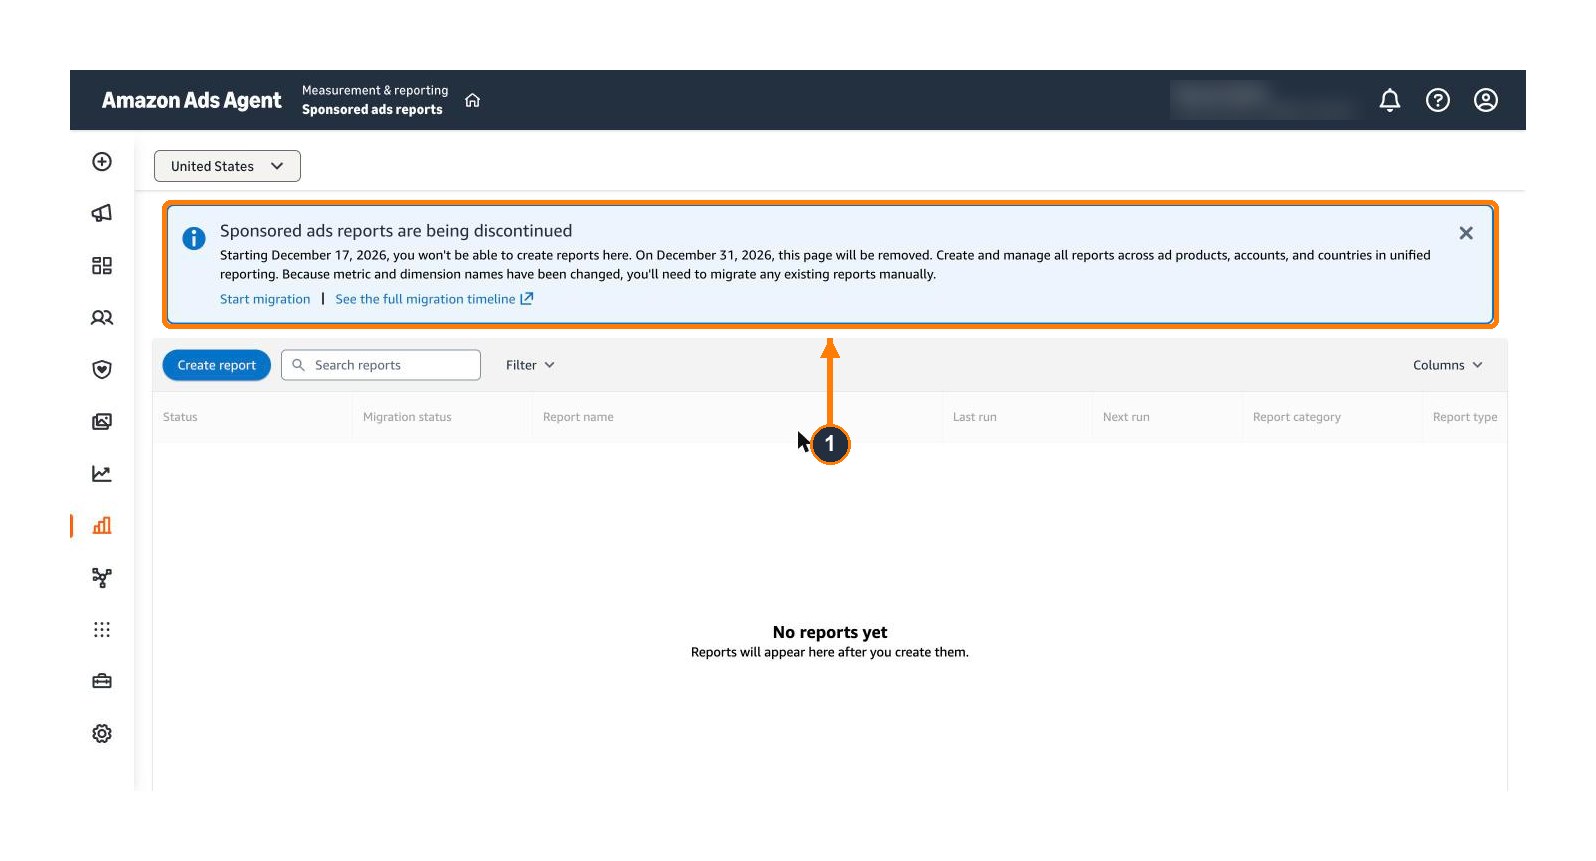 Amazon Ads Agent
Measurement & reporting
Sponsored ads reports
United States
Sponsored ads reports are being discontinued
Starting December 17, 2026, you won't be able to create reports here. On December 31, 2026, this page will be removed. Create and manage all reports across ad products, accounts, and countries in unified
reporting. Because metric and dimension names have been changed, you'll need to migrate any existing reports manually.
Start migration | See the full migration timeline
Create report
Search reports
Filter
Columns
Status
Migration status
Report name
Last run
Next run
Report category
Report type
1
No reports yet
Reports will appear here after you create them.